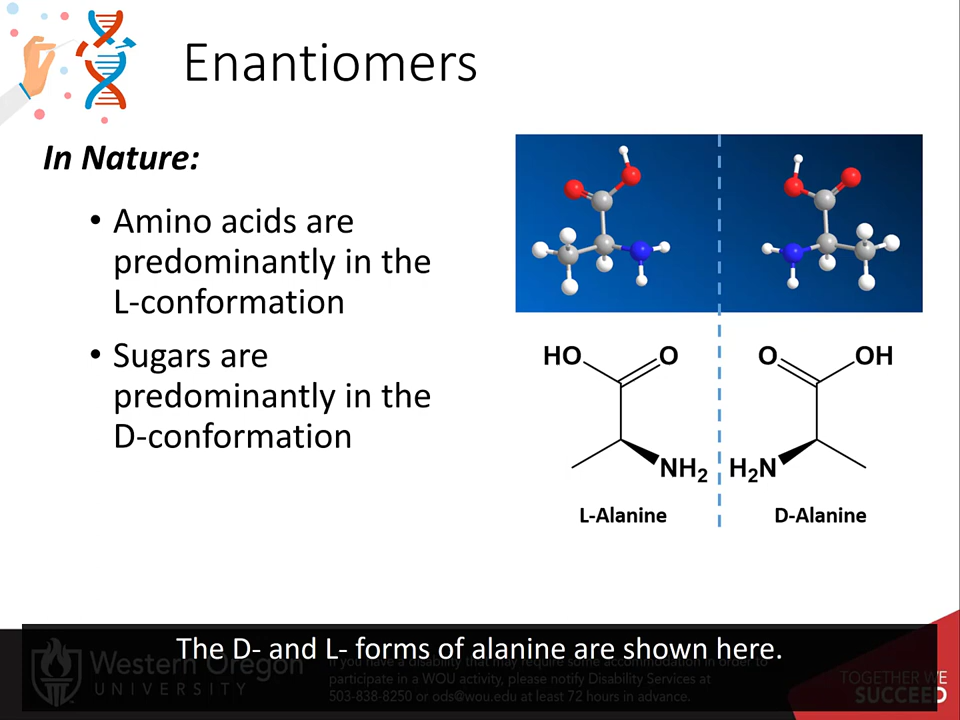 Enantiomers
In Nature:
• Amino acids are
predominantly in the
L-conformation
• Sugars are
predominantly in the
D-conformation
HO O O OH
NH2 H2N
L-Alanine D-Alanine
The D- and L- forms of alanine are shown here.
Western Oregon
UNIVERSITY
If you have a disability that may require some accommodation in order to
participate in a WOU activity, please notify Disability Services at
503-838-8250 or ods@wou.edu at least 72 hours in advance.
TOGETHER WE
SUCCEED